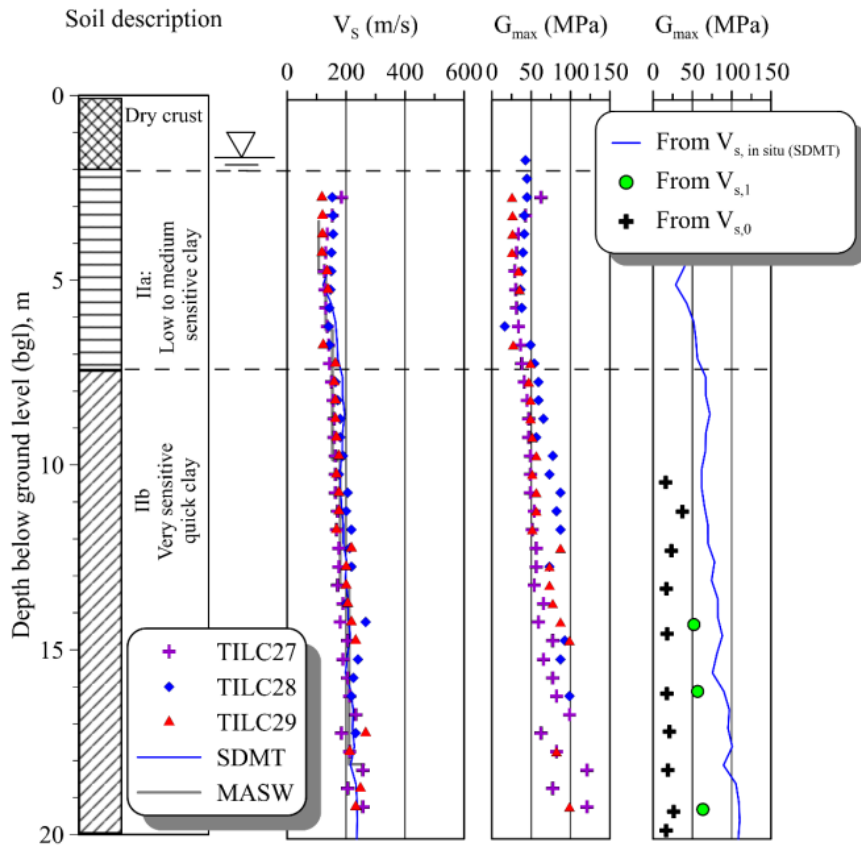 Soil description
V_S (m/s)
G_max (MPa)
G_max (MPa)
0 200 400 600
0 50 100 150
0 50 100 150
Depth below ground level (bgl), m
0
5
10
15
20
Dry crust
IIa:
Low to medium
sensitive clay
IIb
Very sensitive
quick clay
From V_s, in situ (SDMT)
From V_s,1
From V_s,0
TILC27
TILC28
TILC29
SDMT
MASW